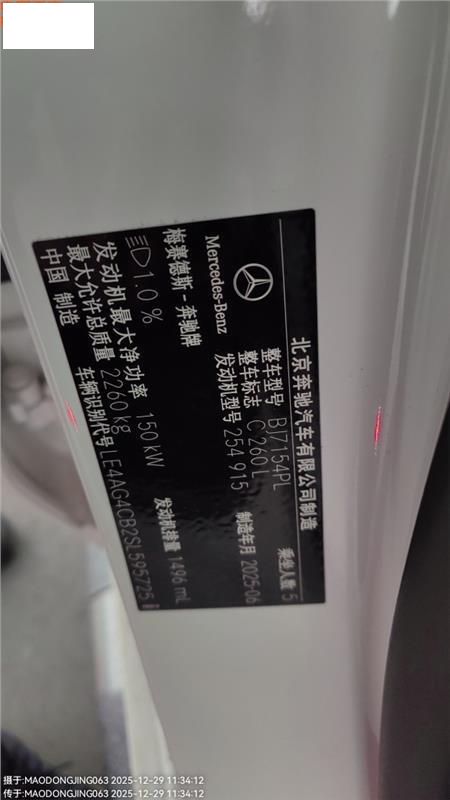 北京奔驰汽车有限公司制造
整车型号 BJ7154PL 乘坐人数 5
整车标志 C 260 L
发动机型号 254 915 制造年月 2025-06
Mercedes-Benz
梅赛德斯-奔驰牌
1.0 % 发动机排量 1496 mL
发动机最大净功率 150 kW
最大允许总质量 2260 kg
车辆识别代号 LE4AG4CB2SL595725
中国 制造
摄于:MAODONGJING063 2025-12-29 11:34:12
传于:MAODONGJING063 2025-12-29 11:34:12